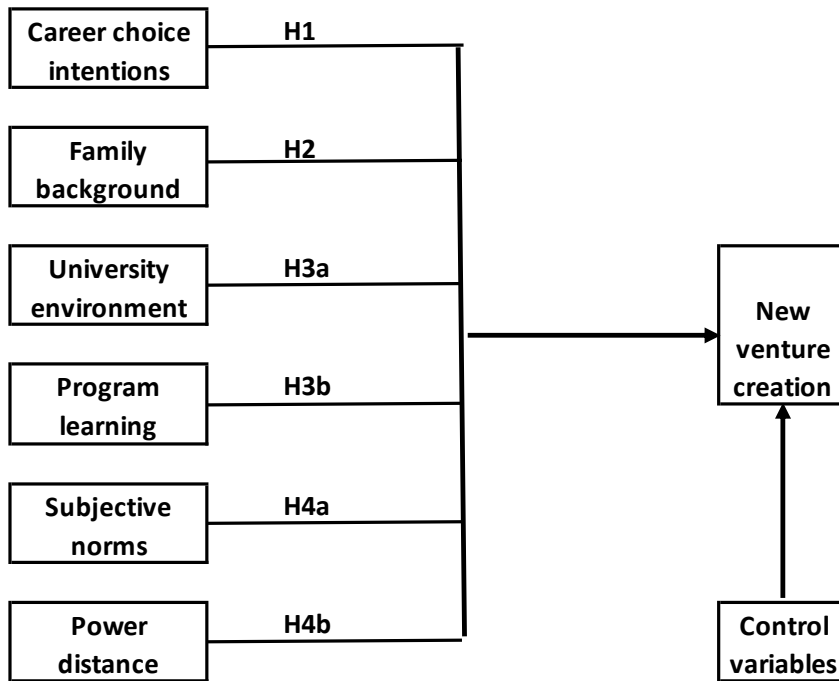 Career choice
intentions
H1
Family
background
H2
University
environment
H3a
Program
learning
H3b
Subjective
norms
H4a
Power
distance
H4b
New
venture
creation
Control
variables